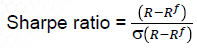 Sharpe ratio = (R-R^f) / σ(R-R^f)